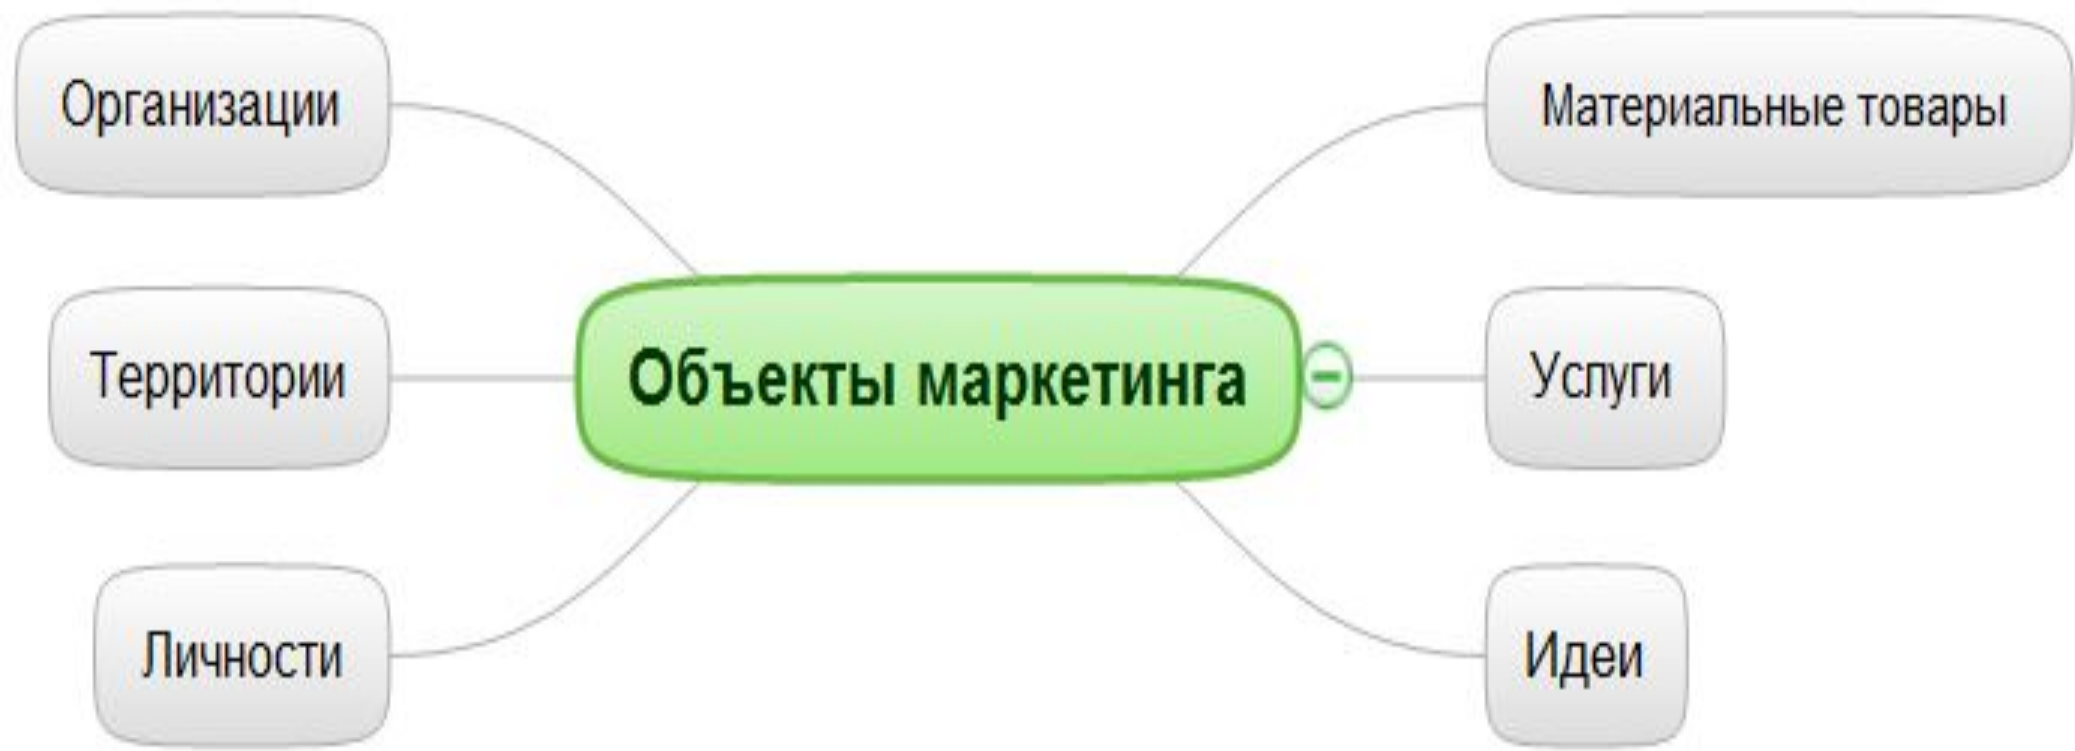 Организации
Материальные товары
Территории
Объекты маркетинга
Услуги
Личности
Идеи